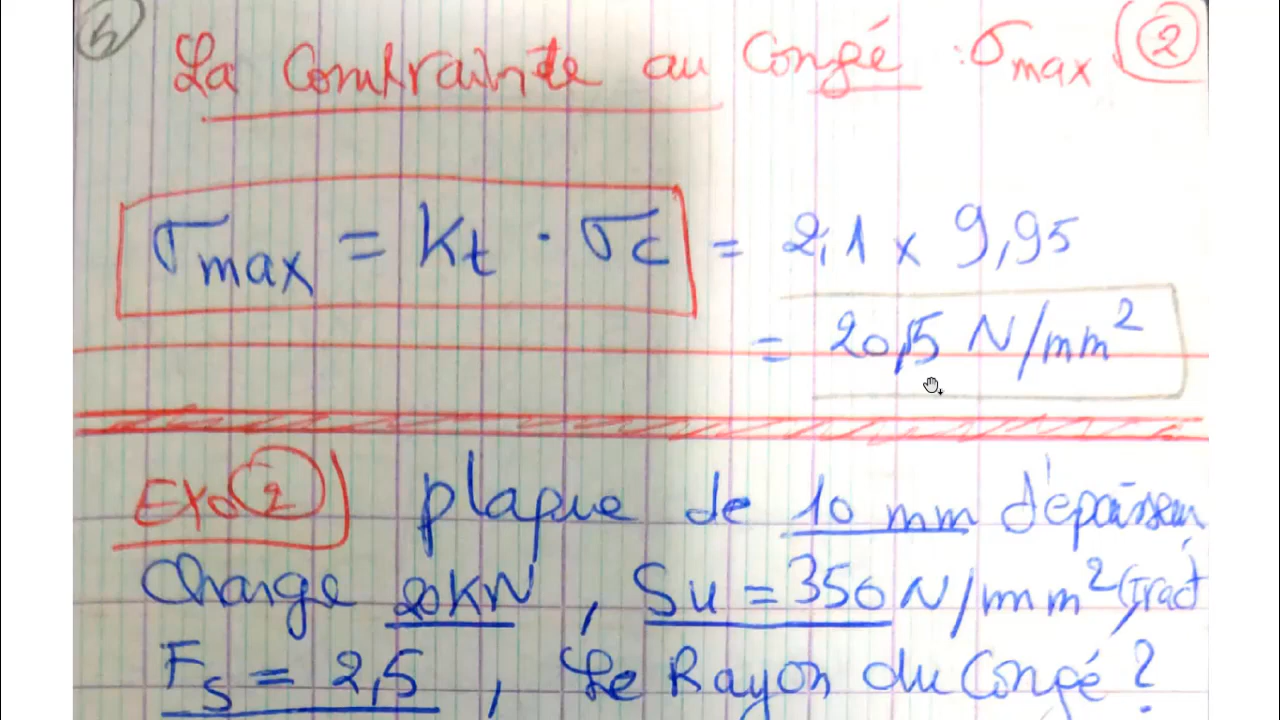 5
La Contrainte au Congé : σmax. 2
σmax = Kt · σc = 2,1 x 9,95
= 20,5 N/mm²
Exo 2) plaque de 10 mm d'épaisseur
Charge 20KN , Su = 350 N/mm² (Tract
Fs = 2,5 , Le Rayon du Congé ?